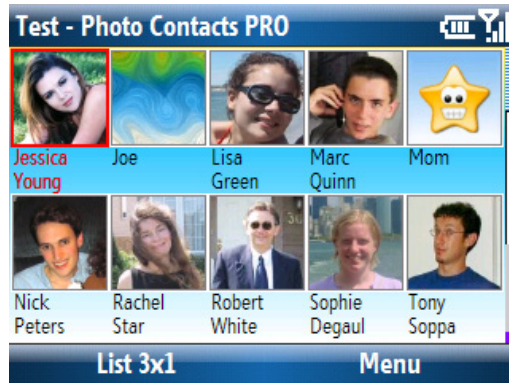 Test - Photo Contacts PRO
Jessica Joe Lisa Marc Mom
Young Green Quinn
Nick Rachel Robert Sophie Tony
Peters Star White Degaul Soppa
List 3x1 Menu